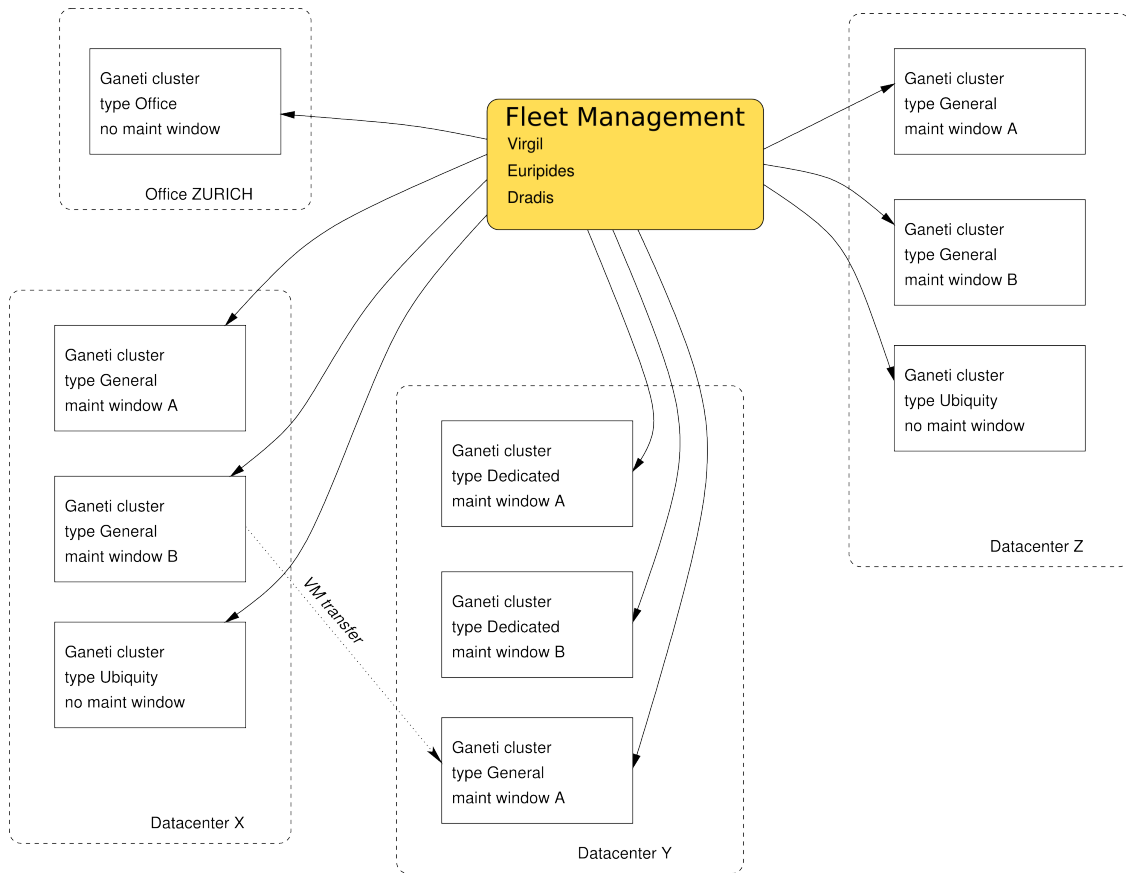 Ganeti cluster
type Office
no maint window
Office ZURICH
Fleet Management
Virgil
Euripides
Dradis
Ganeti cluster
type General
maint window A
Ganeti cluster
type General
maint window B
Ganeti cluster
type Ubiquity
no maint window
Datacenter Z
Ganeti cluster
type General
maint window A
Ganeti cluster
type General
maint window B
Ganeti cluster
type Ubiquity
no maint window
Datacenter X
VM transfer
Ganeti cluster
type Dedicated
maint window A
Ganeti cluster
type Dedicated
maint window B
Ganeti cluster
type General
maint window A
Datacenter Y